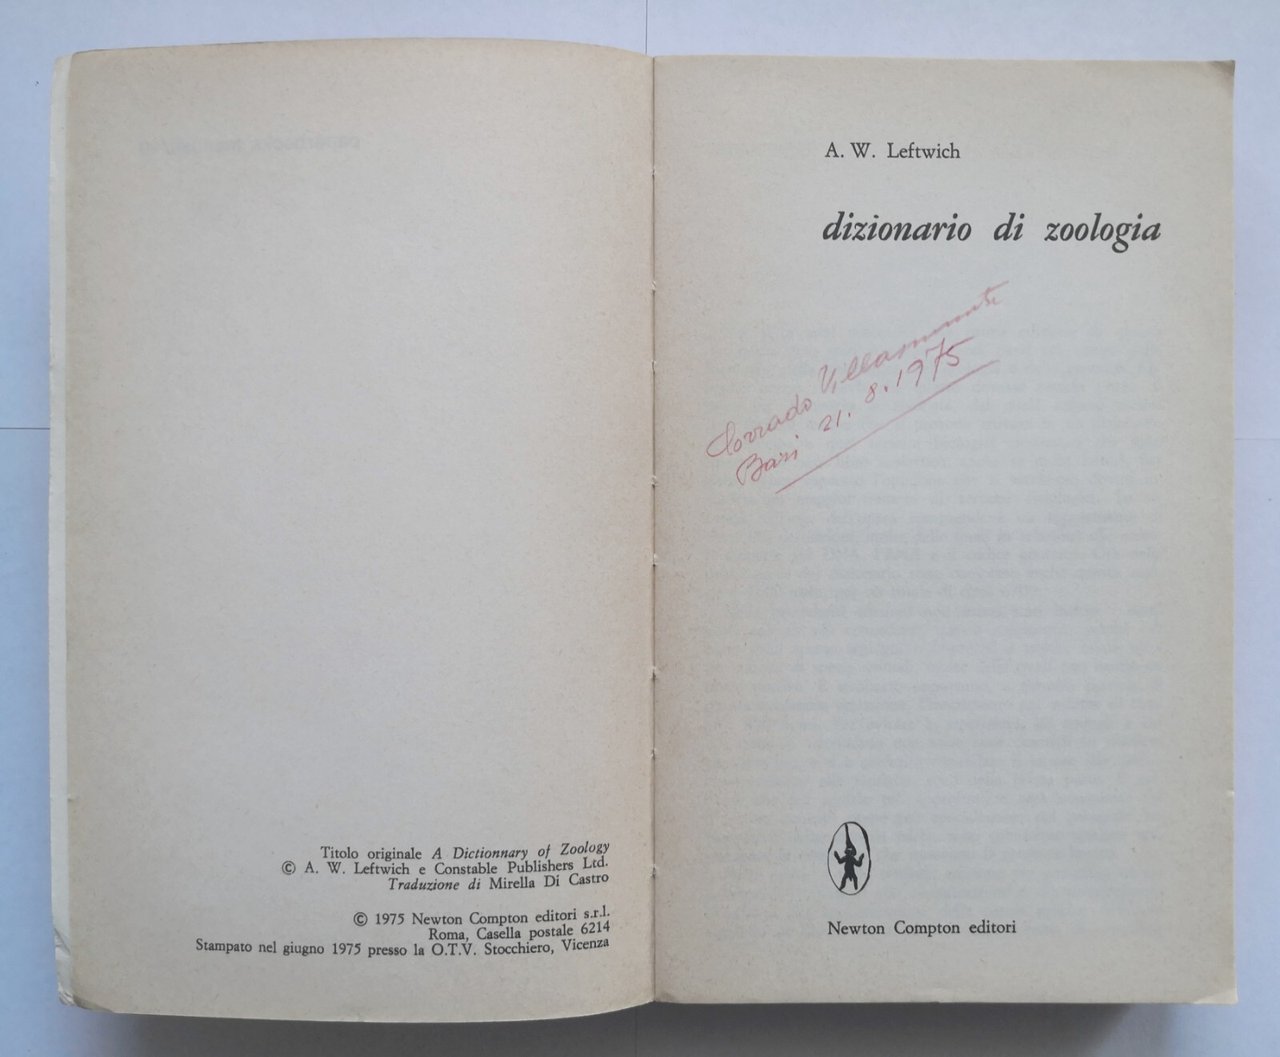 Titolo originale A Dictionnary of Zoology
© A. W. Leftwich e Constable Publishers Ltd.
Traduzione di Mirella Di Castro
© 1975 Newton Compton editori s.r.l.
Roma, Casella postale 6214
Stampato nel giugno 1975 presso la O.T.V. Stocchiero, Vicenza
A. W. Leftwich
dizionario di zoologia
Corrado
Bari 21.8.1975
Newton Compton editori